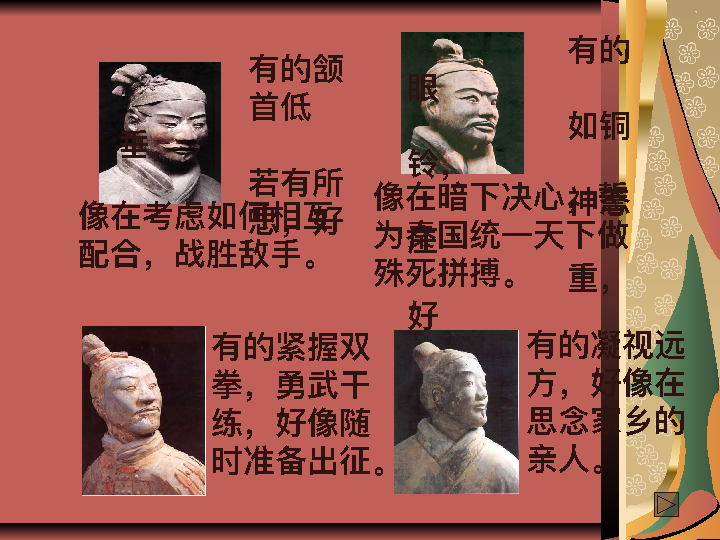 有的颔
首低
垂
若有所
思，好
像在考虑如何相互
配合，战胜敌手。
有的
眼
如铜
铃，
神态
庄
重，
好
像在暗下决心，誓
为秦国统一天下做
殊死拼搏。
有的紧握双
拳，勇武干
练，好像随
时准备出征。
有的凝视远
方，好像在
思念家乡的
亲人。